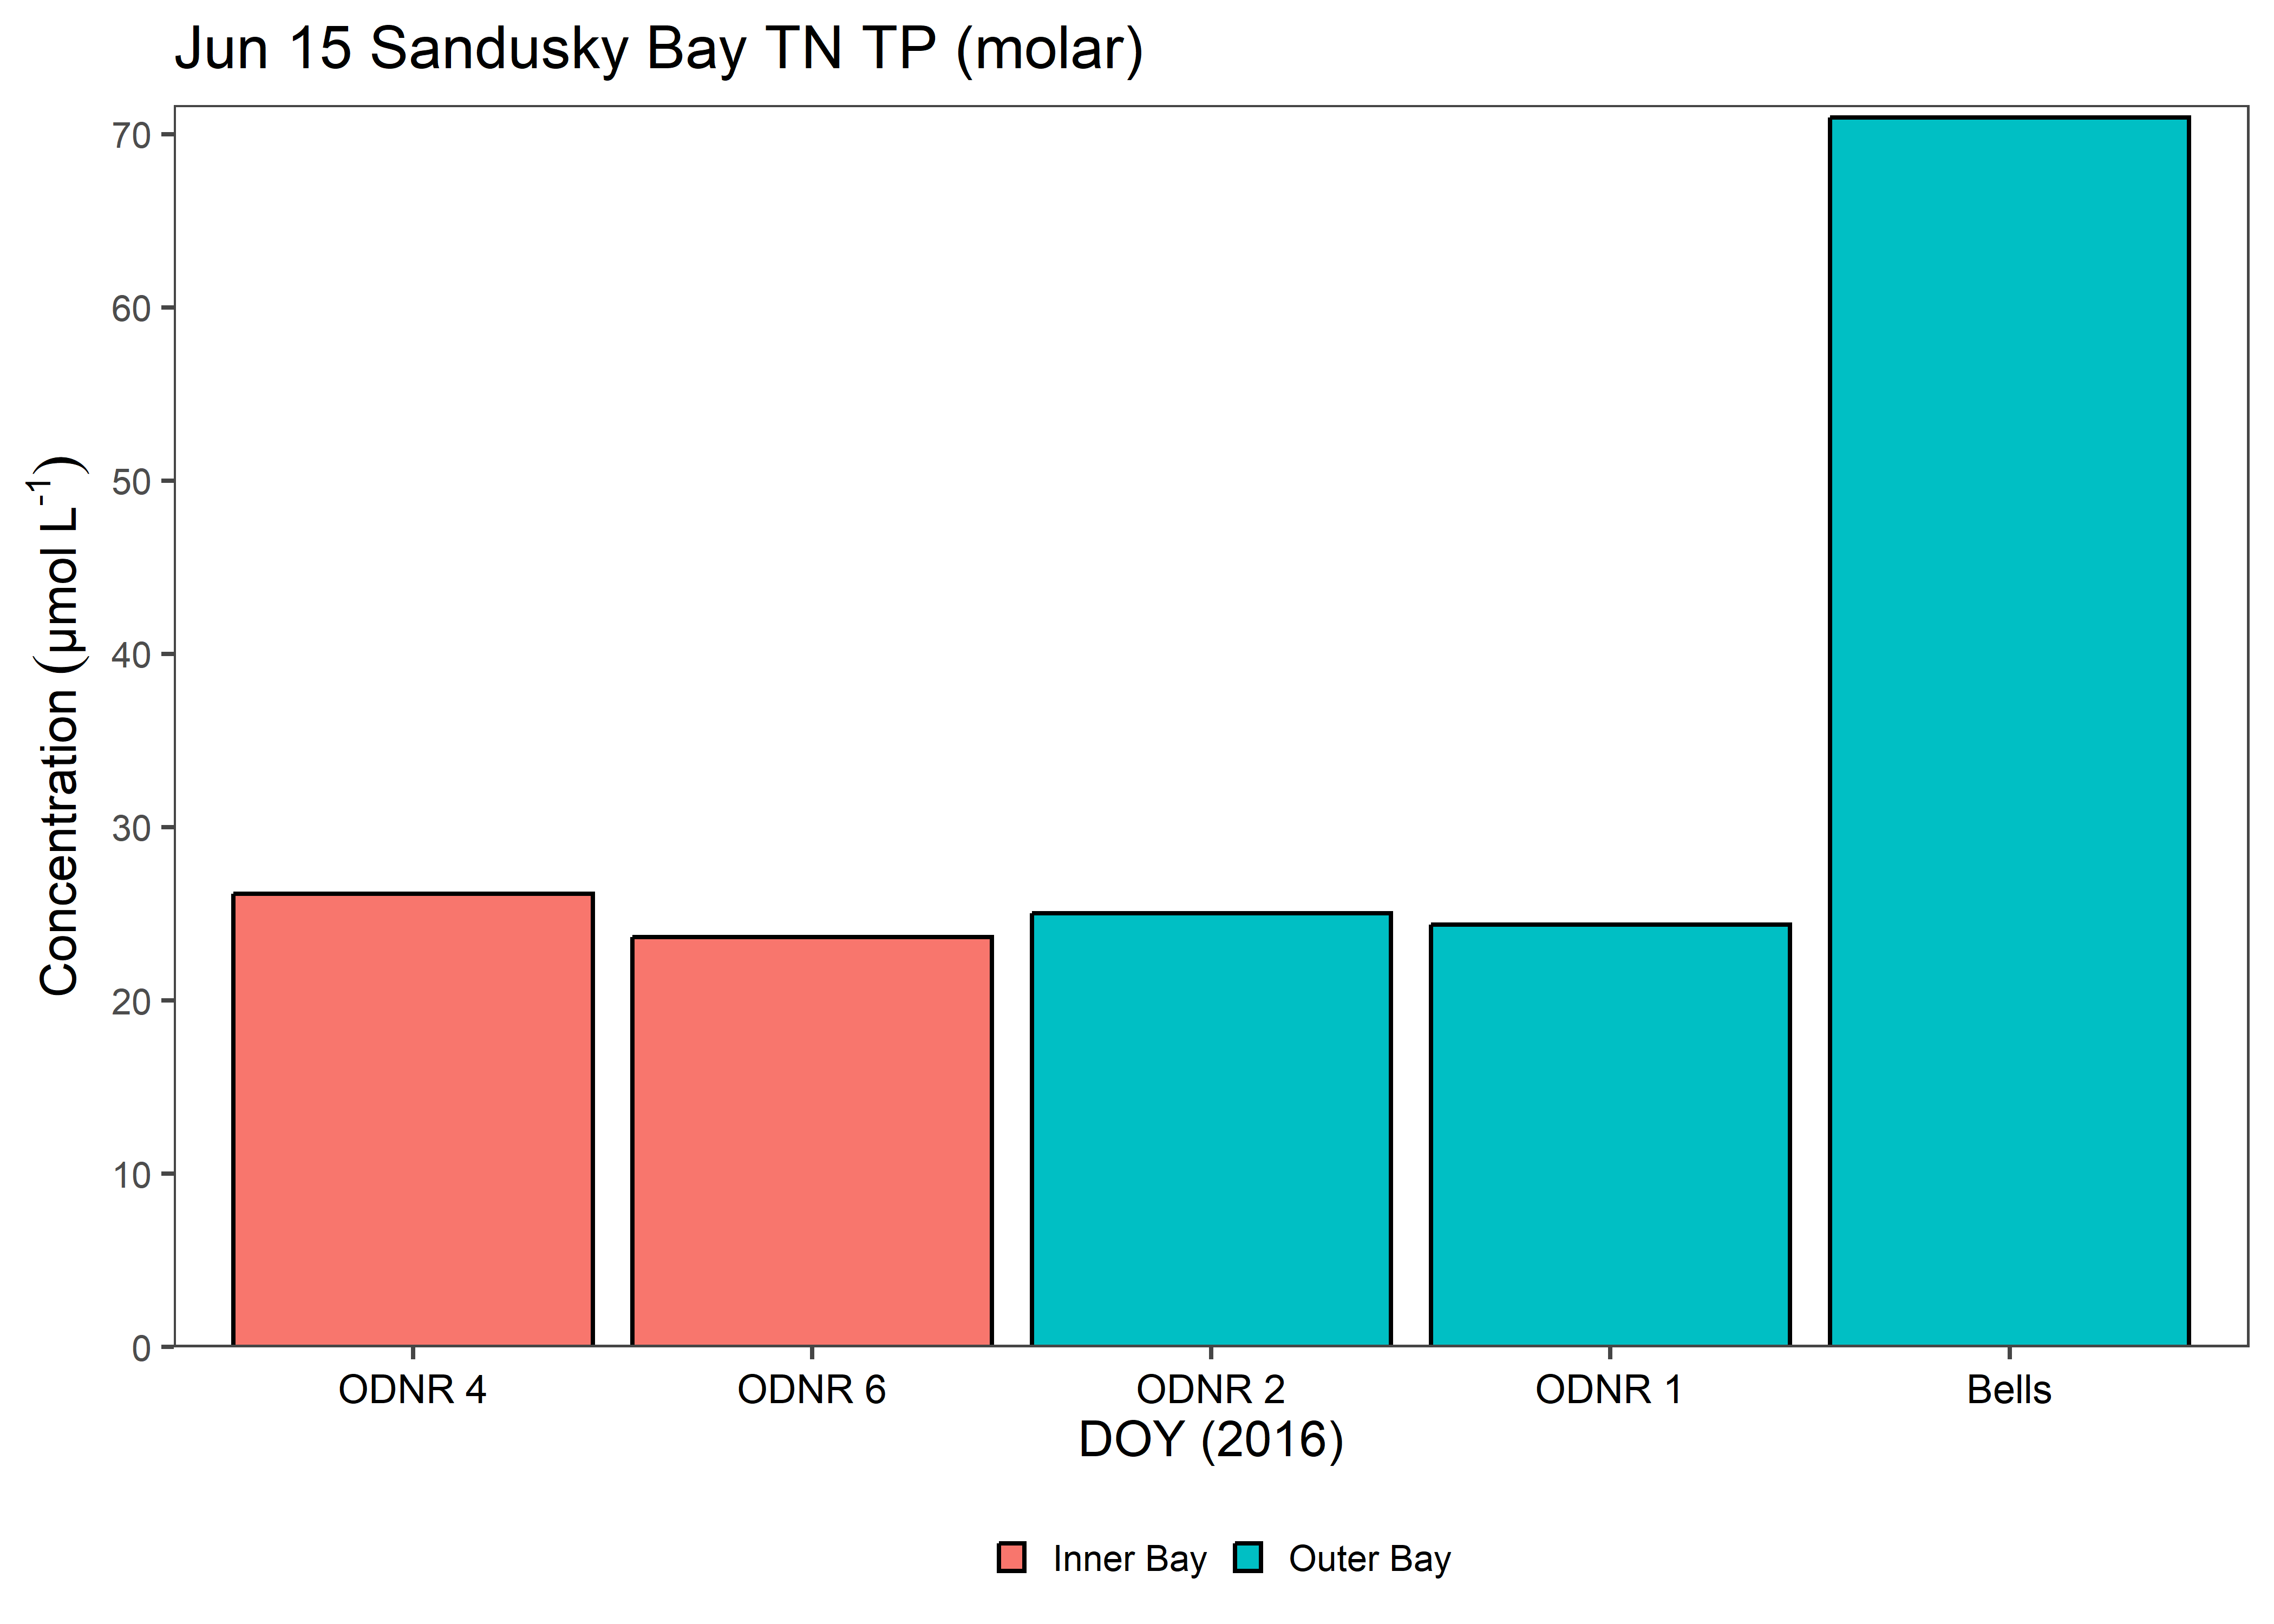 Jun 15 Sandusky Bay TN TP (molar)
Concentration (µmol L⁻¹)
70
60
50
40
30
20
10
0
ODNR 4 ODNR 6 ODNR 2 ODNR 1 Bells
DOY (2016)
Inner Bay Outer Bay